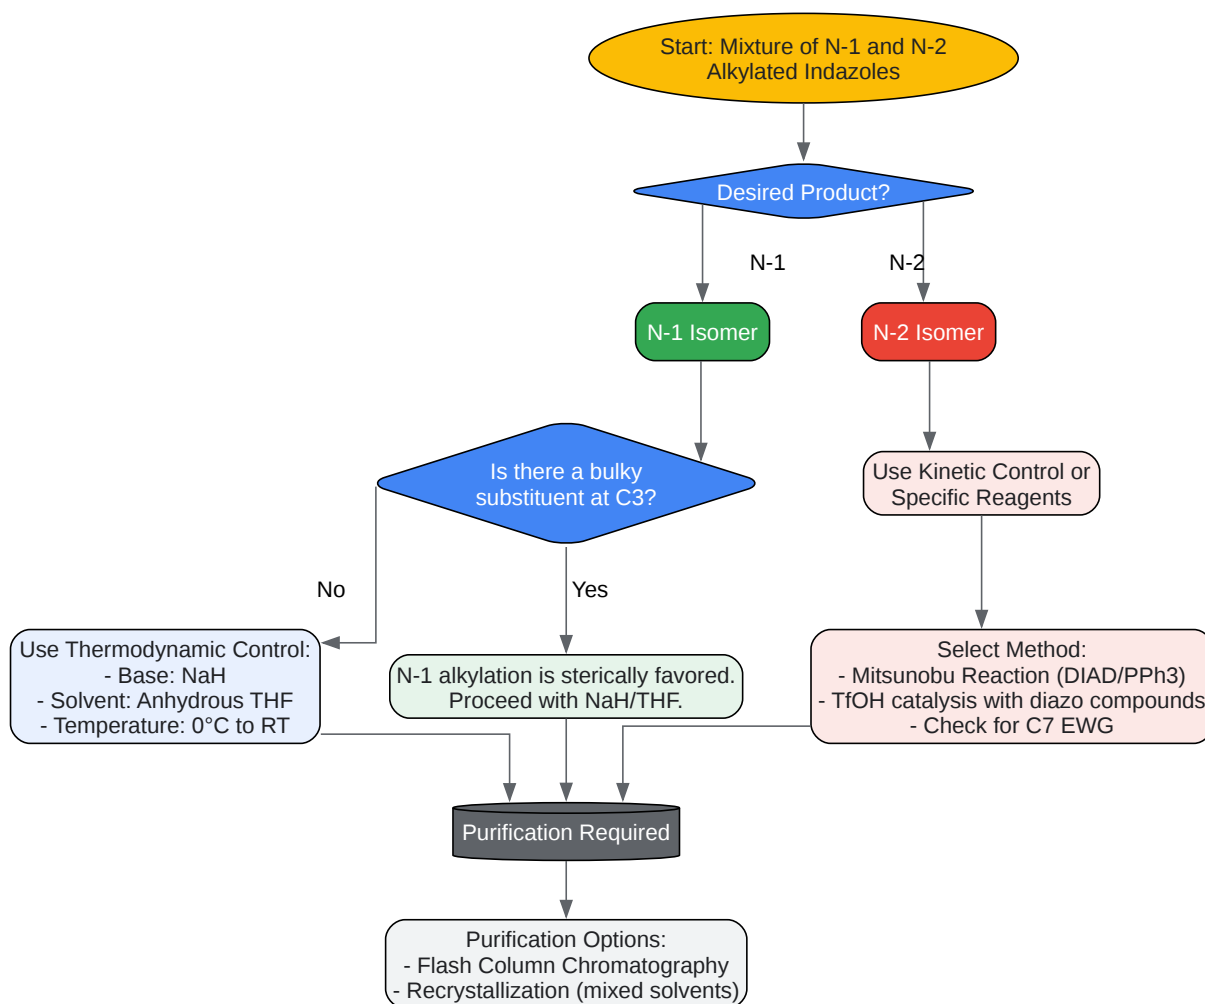 Start: Mixture of N-1 and N-2
Alkylated Indazoles
Desired Product?
N-1
N-2
N-1 Isomer
N-2 Isomer
Is there a bulky
substituent at C3?
Use Kinetic Control or
Specific Reagents
No
Yes
Use Thermodynamic Control:
- Base: NaH
- Solvent: Anhydrous THF
- Temperature: 0°C to RT
N-1 alkylation is sterically favored.
Proceed with NaH/THF.
Select Method:
- Mitsunobu Reaction (DIAD/PPh3)
- TfOH catalysis with diazo compounds
- Check for C7 EWG
Purification Required
Purification Options:
- Flash Column Chromatography
- Recrystallization (mixed solvents)